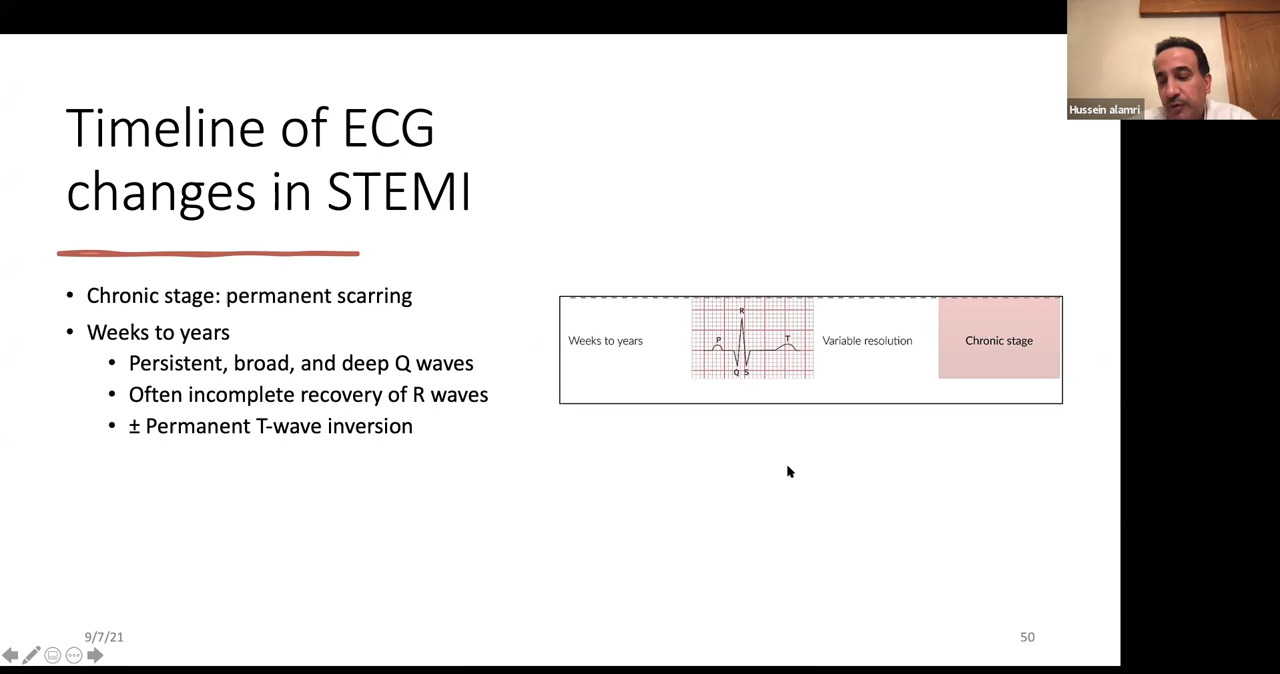 Hussein alamri
Timeline of ECG
changes in STEMI
• Chronic stage: permanent scarring
• Weeks to years
• Persistent, broad, and deep Q waves
• Often incomplete recovery of R waves
• ± Permanent T-wave inversion
Weeks to years
R
P
T
Q S
Variable resolution
Chronic stage
9/7/21
50